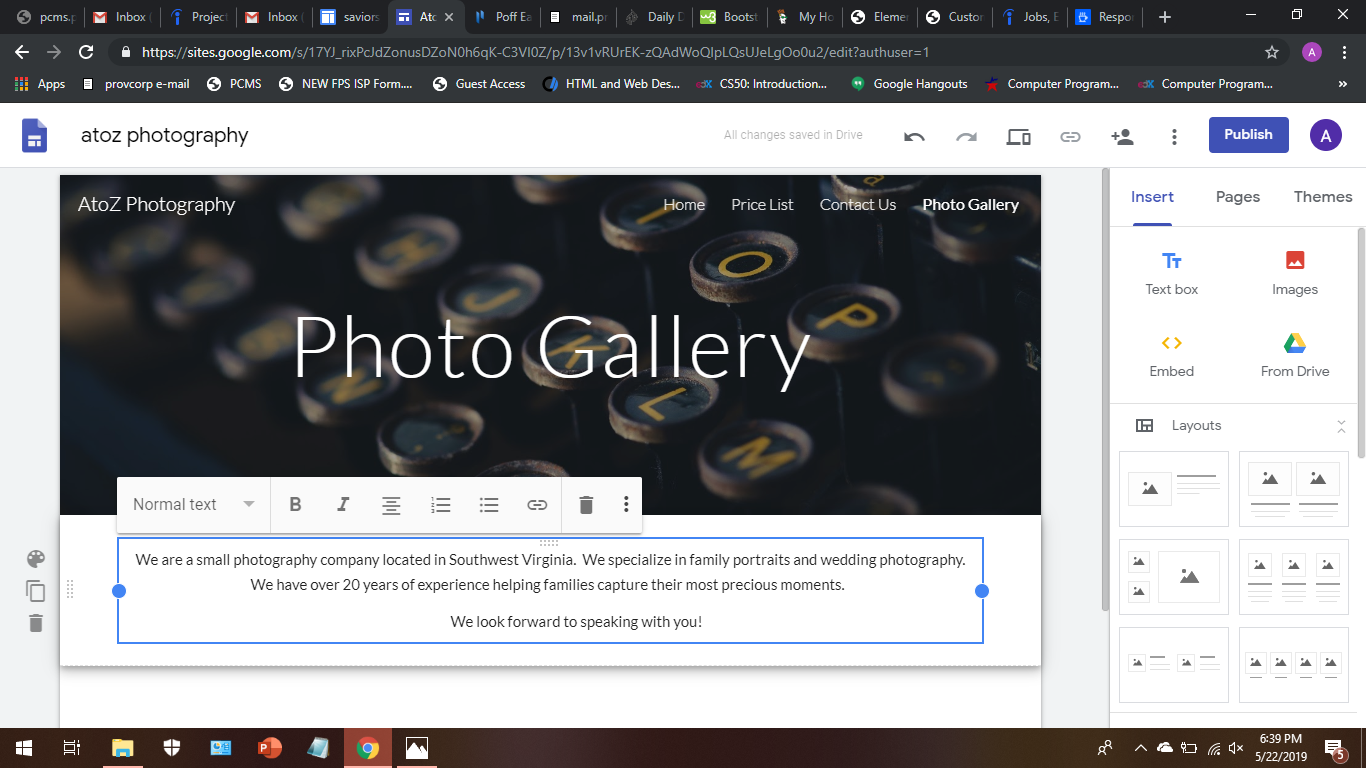 pcms.p
Inbox (
Project
Inbox (
saviors
Ato
Poff Ea
mail.pr
Daily D
Bootst
My Ho
Elemer
Custor
Jobs, E
Respor
https://sites.google.com/s/17YJ_rixPcJdZonusDZoN0h6qK-C3VI0Z/p/13v1vRUrEK-zQAdWoQIpLQsUJeLgOo0u2/edit?authuser=1
A
Apps
provcorp e-mail
PCMS
NEW FPS ISP Form....
Guest Access
HTML and Web Des...
CS50: Introduction...
Google Hangouts
Computer Program...
Computer Program...
»
atoz photography
All changes saved in Drive
Publish
A
AtoZ Photography
Home
Price List
Contact Us
Photo Gallery
Photo Gallery
Insert
Pages
Themes
Text box
Images
Embed
From Drive
Layouts
Normal text
B
I
We are a small photography company located in Southwest Virginia.  We specialize in family portraits and wedding photography.
We have over 20 years of experience helping families capture their most precious moments.
We look forward to speaking with you!
6:39 PM
5/22/2019
5